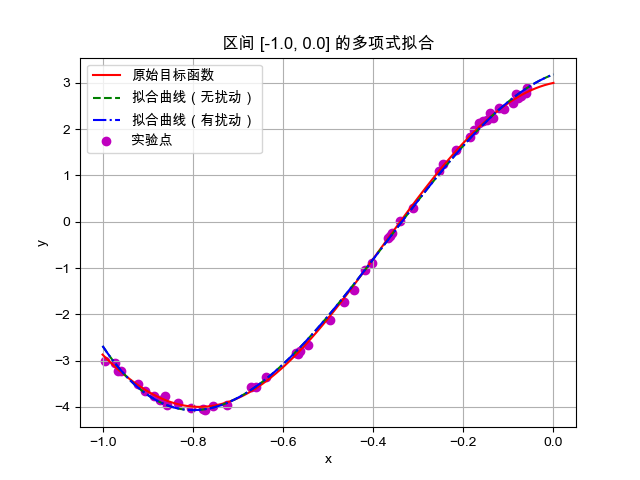 区间 [-1.0, 0.0] 的多项式拟合
原始目标函数
拟合曲线（无扰动）
拟合曲线（有扰动）
实验点
3
2
1
0
−1
−2
−3
−4
y
−1.0 −0.8 −0.6 −0.4 −0.2 0.0
x